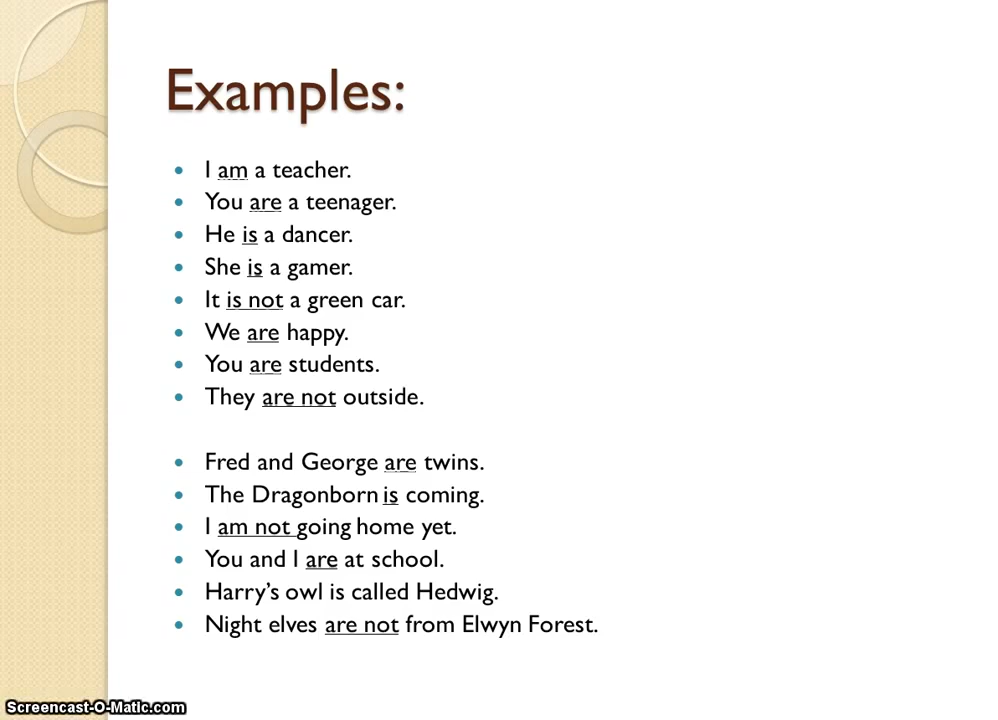 Examples:
I am a teacher.
You are a teenager.
He is a dancer.
She is a gamer.
It is not a green car.
We are happy.
You are students.
They are not outside.
Fred and George are twins.
The Dragonborn is coming.
I am not going home yet.
You and I are at school.
Harry’s owl is called Hedwig.
Night elves are not from Elwyn Forest.
Screencast-O-Matic.com